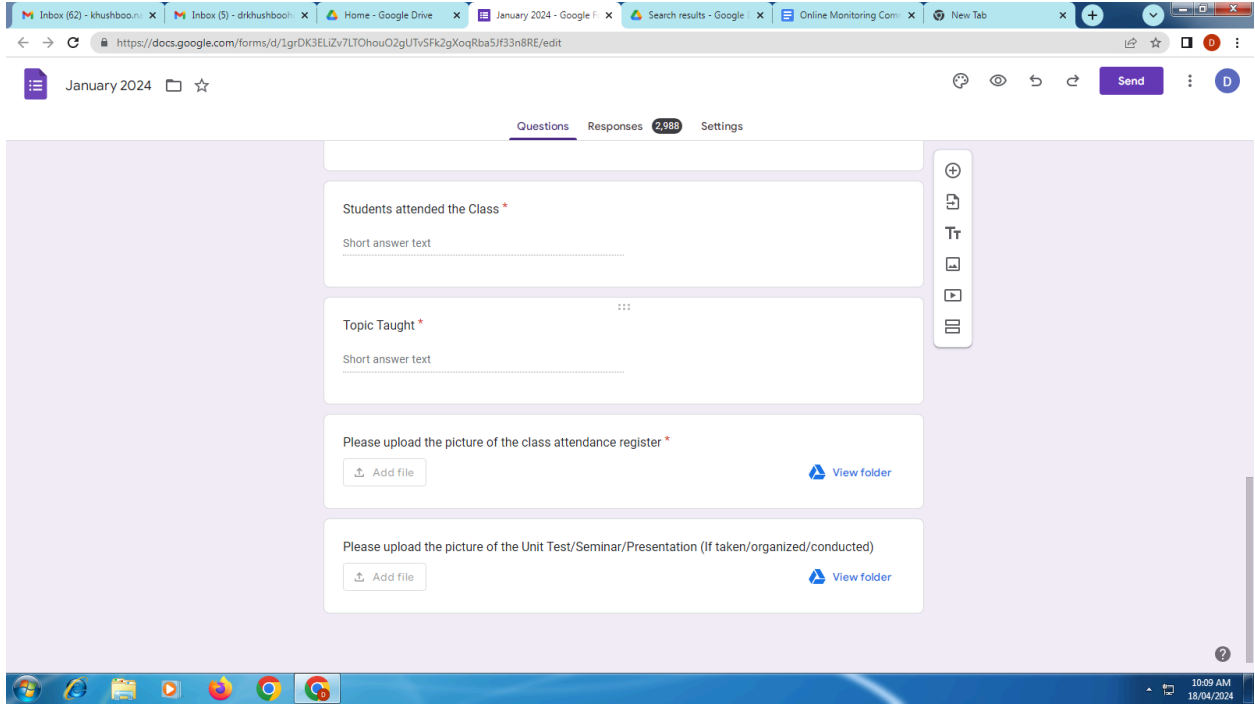 Inbox (62) - khushboo.n
Inbox (5) - drkhushbooh
Home - Google Drive
January 2024 - Google F
Search results - Google
Online Monitoring Com
New Tab
https://docs.google.com/forms/d/1grDK3ELiZv7LTOhouO2gUTvSFk2gXoqRba5Jf33n8RE/edit
D
January 2024
Send
D
Questions Responses 2,988 Settings
Students attended the Class *
Short answer text
Topic Taught *
Short answer text
Tт
Please upload the picture of the class attendance register *
Add file
View folder
Please upload the picture of the Unit Test/Seminar/Presentation (If taken/organized/conducted)
Add file
View folder
10:09 AM
18/04/2024